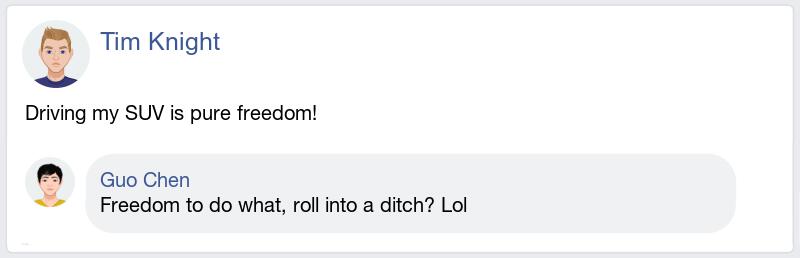 Tim Knight
Driving my SUV is pure freedom!
Guo Chen
Freedom to do what, roll into a ditch? Lol